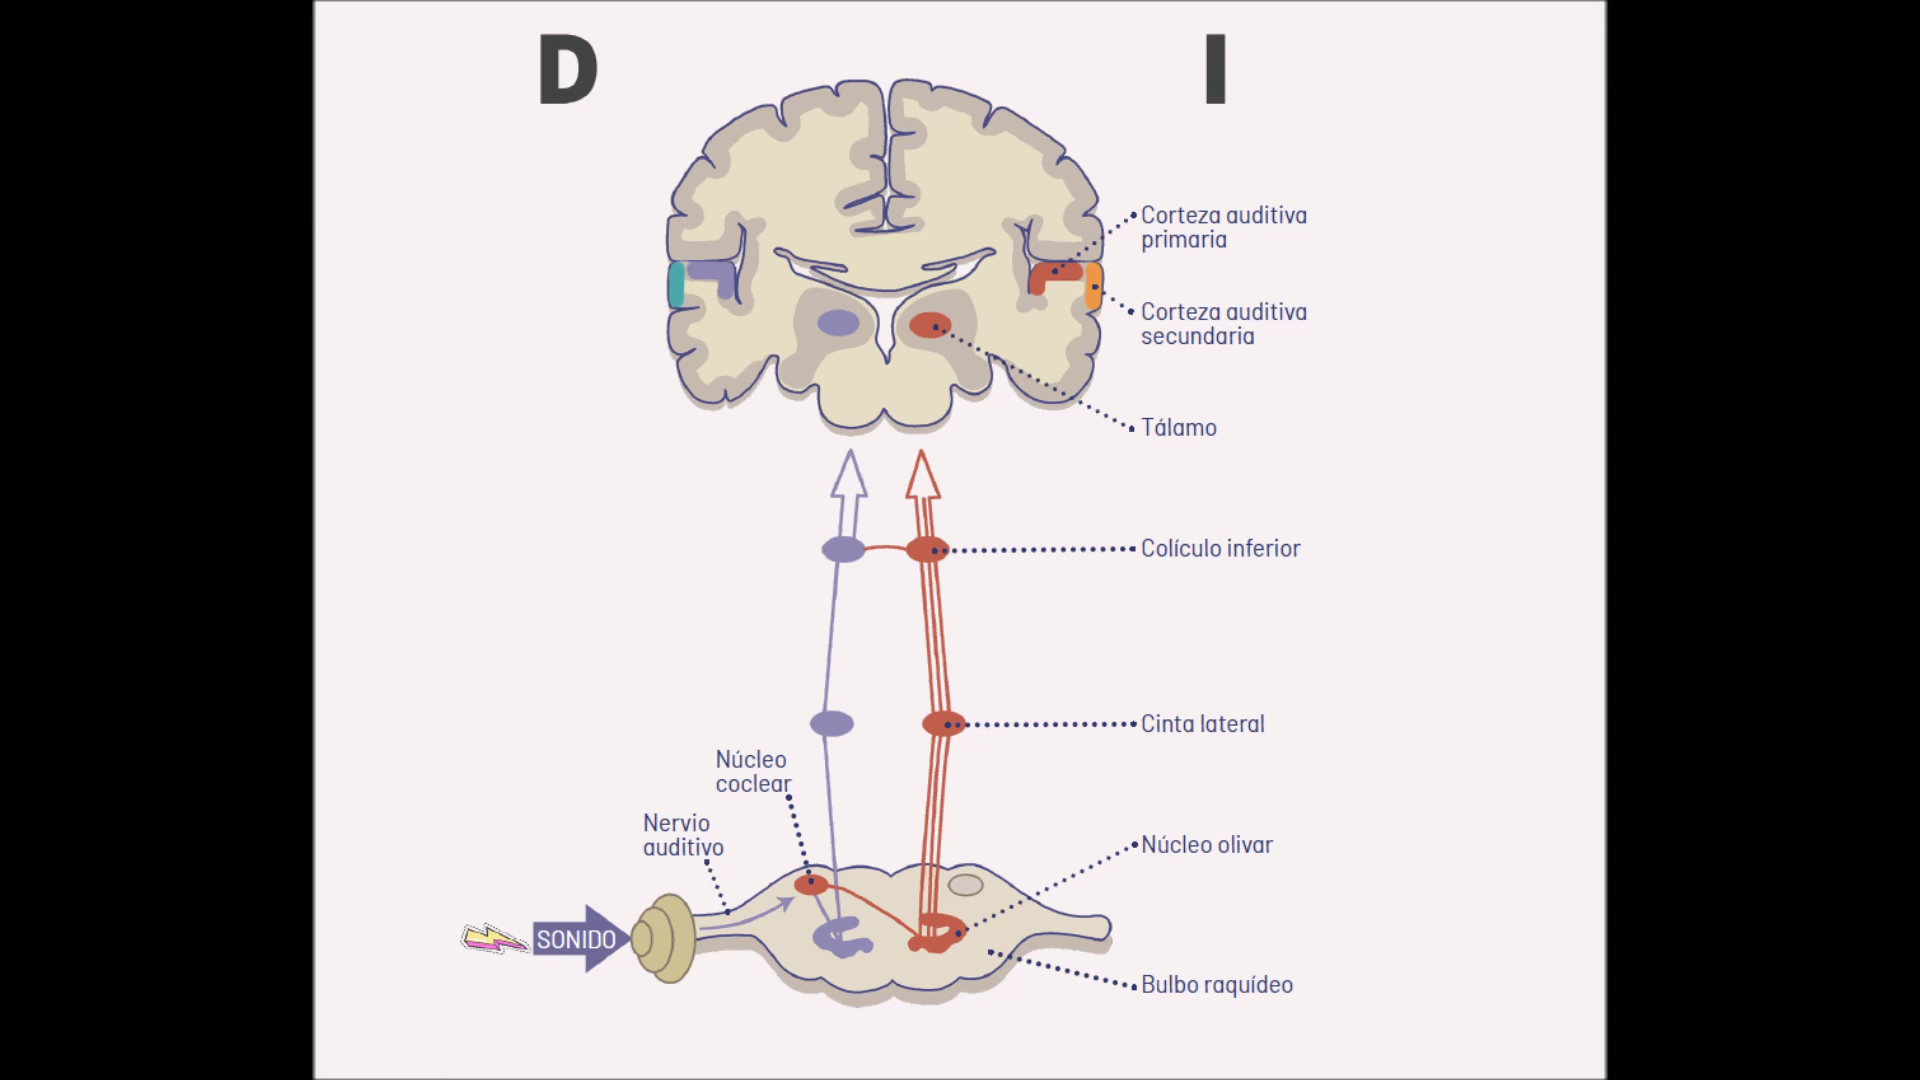 D
I
Corteza auditiva
primaria
Corteza auditiva
secundaria
Tálamo
Colículo inferior
Cinta lateral
Núcleo
coclear
Nervio
auditivo
Núcleo olivar
SONIDO
Bulbo raquídeo